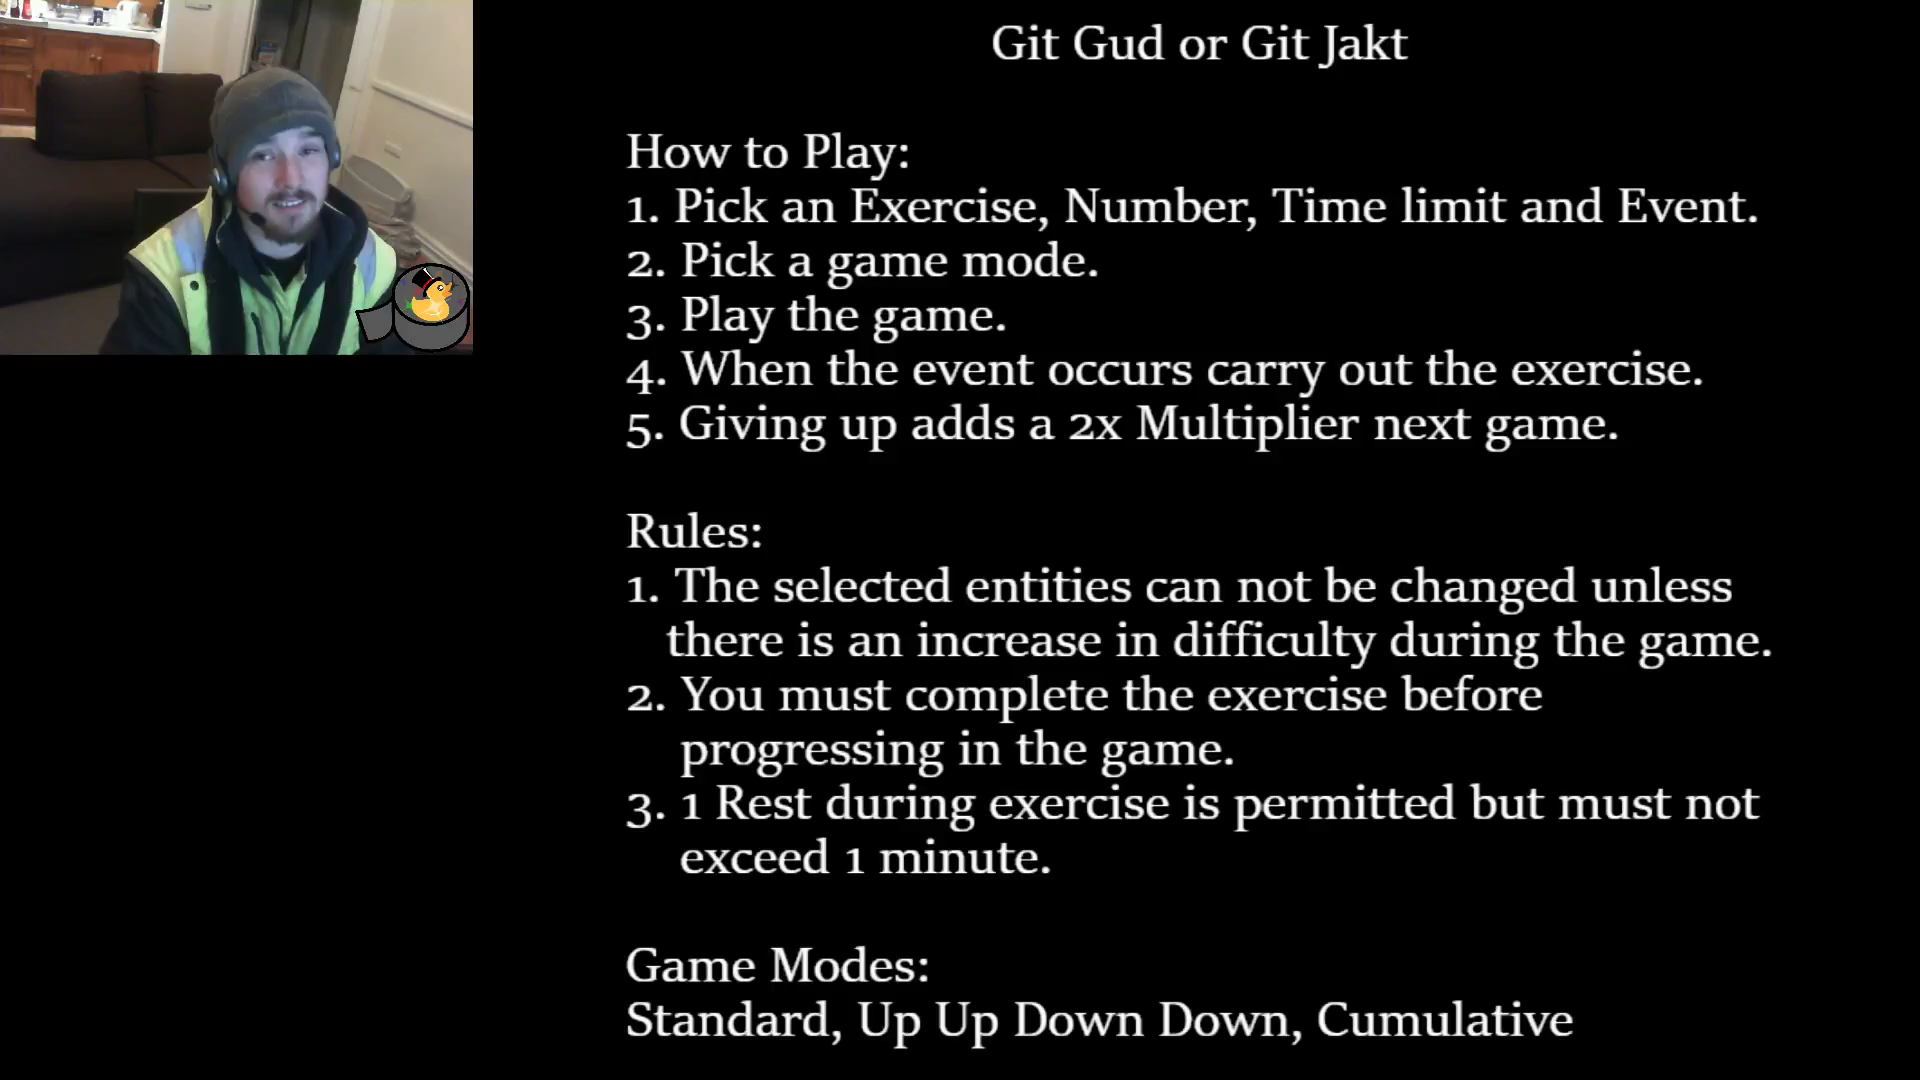 Git Gud or Git Jakt
How to Play:
1. Pick an Exercise, Number, Time limit and Event.
2. Pick a game mode.
3. Play the game.
4. When the event occurs carry out the exercise.
5. Giving up adds a 2x Multiplier next game.
Rules:
1. The selected entities can not be changed unless
there is an increase in difficulty during the game.
2. You must complete the exercise before
progressing in the game.
3. 1 Rest during exercise is permitted but must not
exceed 1 minute.
Game Modes:
Standard, Up Up Down Down, Cumulative